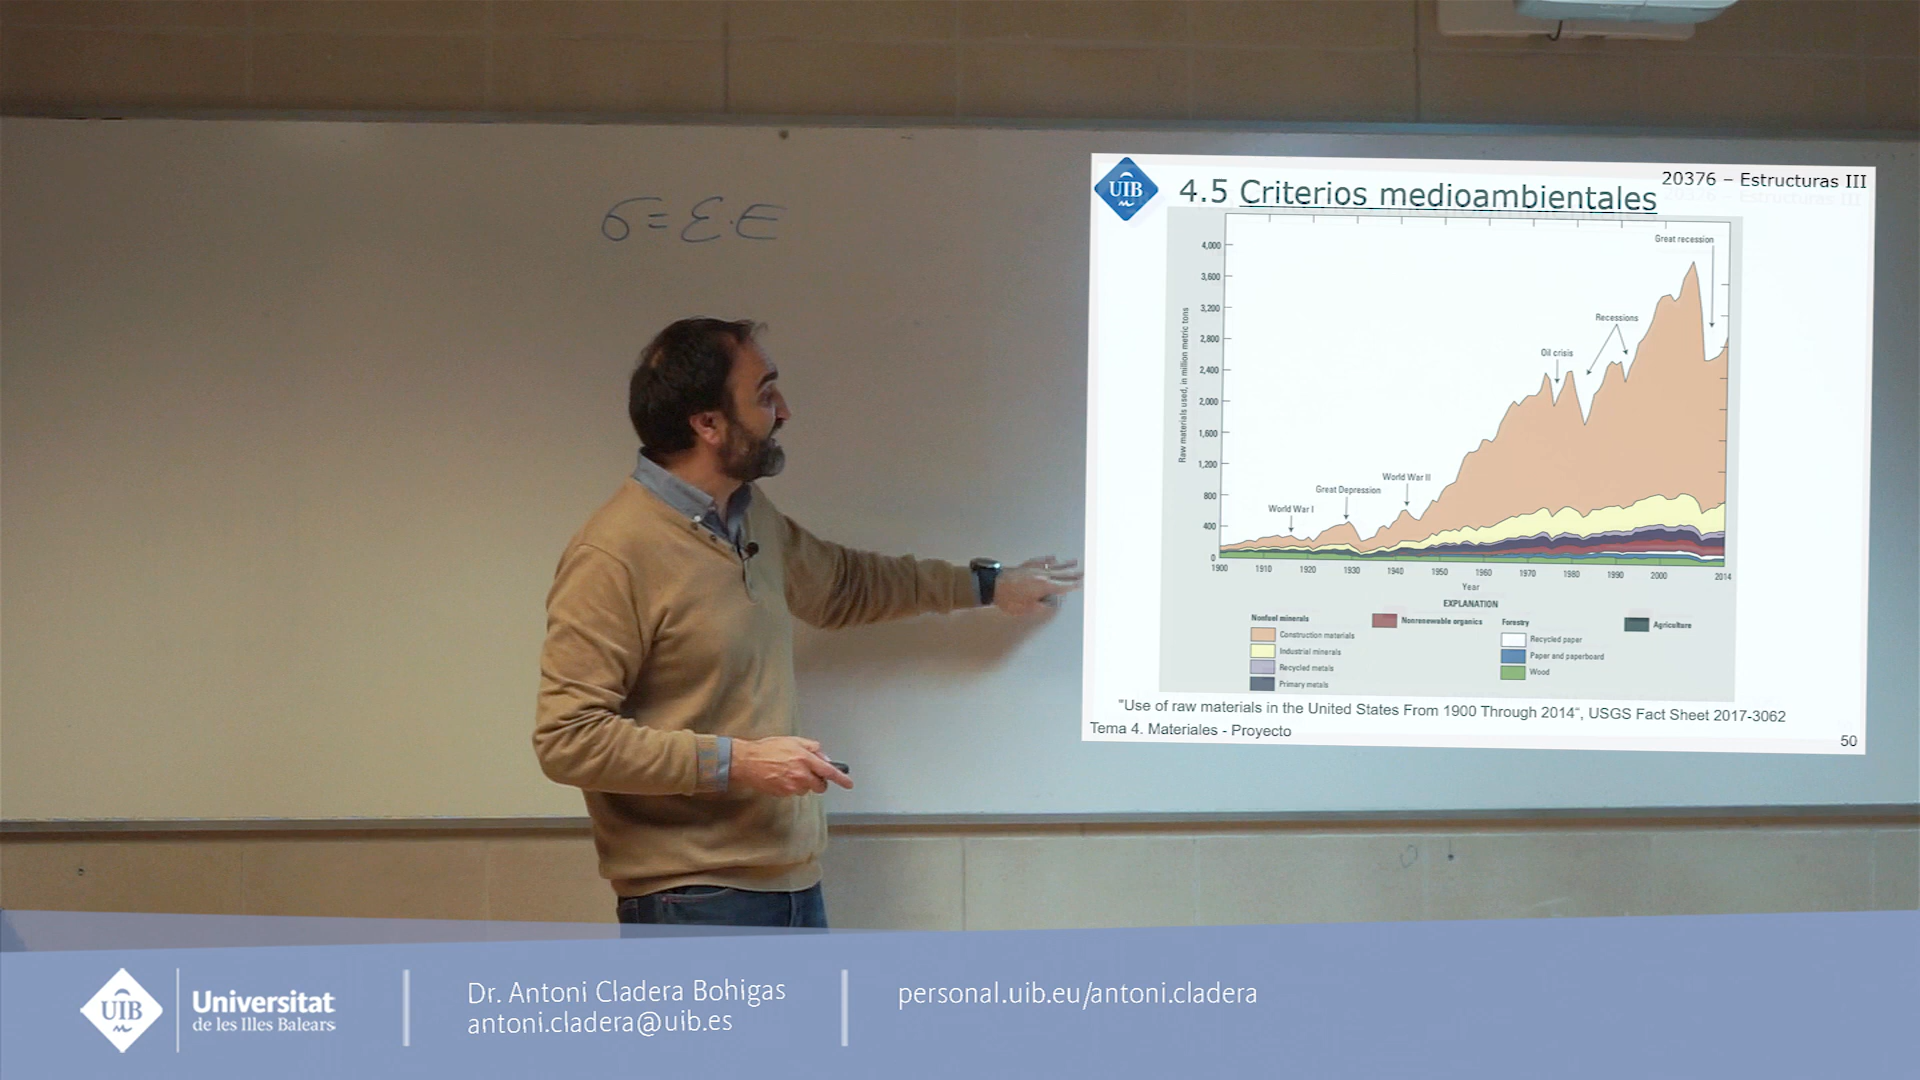 σ = ε · E
UIB
4.5 Criterios medioambientales
20376 – Estructuras III
Raw materials used, in million metric tons
4,000
3,600
3,200
2,800
2,400
2,000
1,600
1,200
800
400
0
Great recession
Recessions
Oil crisis
World War II
Great Depression
World War I
1900 1910 1920 1930 1940 1950 1960 1970 1980 1990 2000 2014
Year
EXPLANATION
Nonfuel minerals
Construction materials
Industrial minerals
Recycled metals
Primary metals
Nonrenewable organics
Forestry
Recycled paper
Paper and paperboard
Wood
Agriculture
"Use of raw materials in the United States From 1900 Through 2014", USGS Fact Sheet 2017-3062
Tema 4. Materiales - Proyecto
50
UIB
Universitat
de les Illes Balears
Dr. Antoni Cladera Bohigas
antoni.cladera@uib.es
personal.uib.eu/antoni.cladera